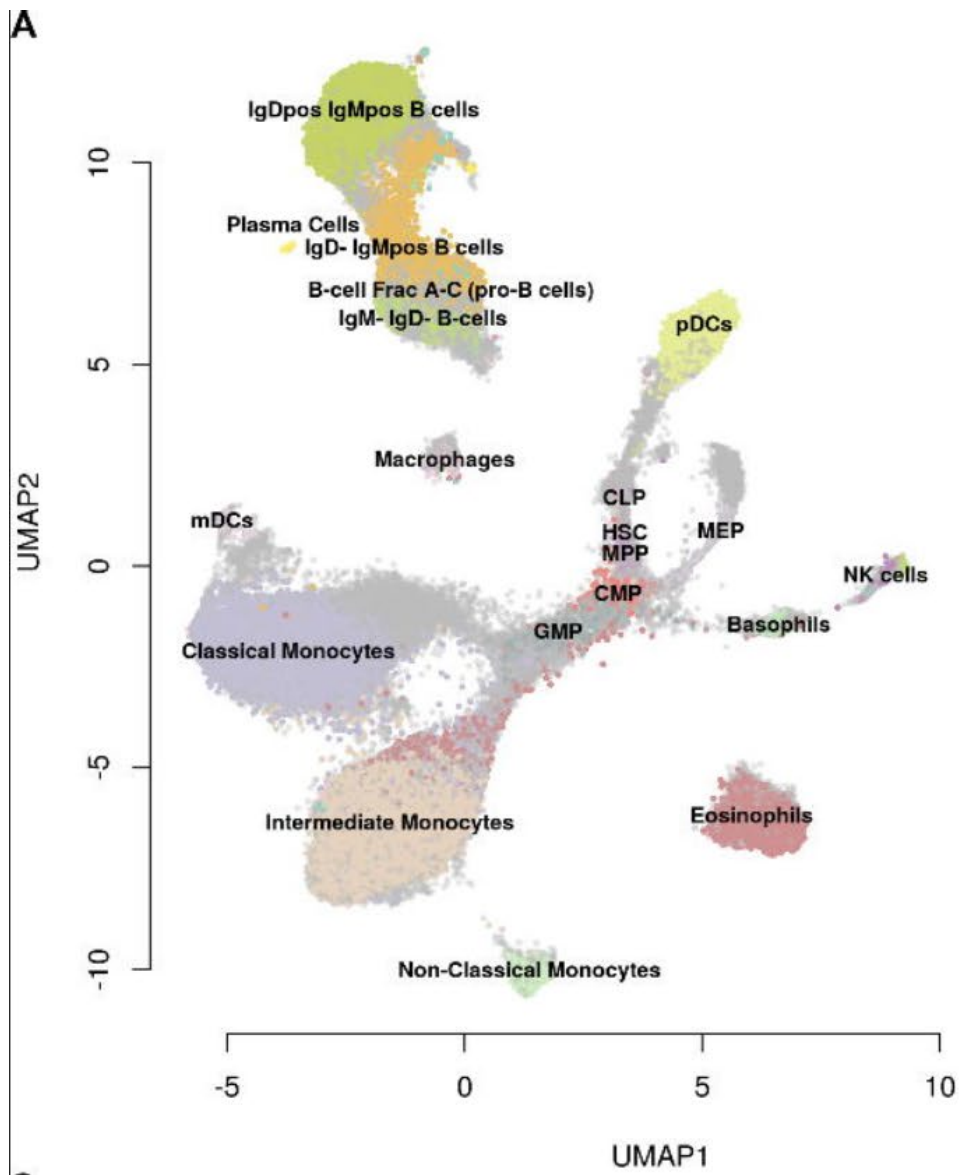 A
IgDpos IgMpos B cells
10
Plasma Cells
IgD- IgMpos B cells
B-cell Frac A-C (pro-B cells)
IgM- IgD- B-cells
pDCs
5
Macrophages
CLP
mDCs
HSC
MEP
MPP
UMAP2
0
NK cells
CMP
Basophils
GMP
Classical Monocytes
-5
Eosinophils
Intermediate Monocytes
-10
Non-Classical Monocytes
-5 0 5 10
UMAP1